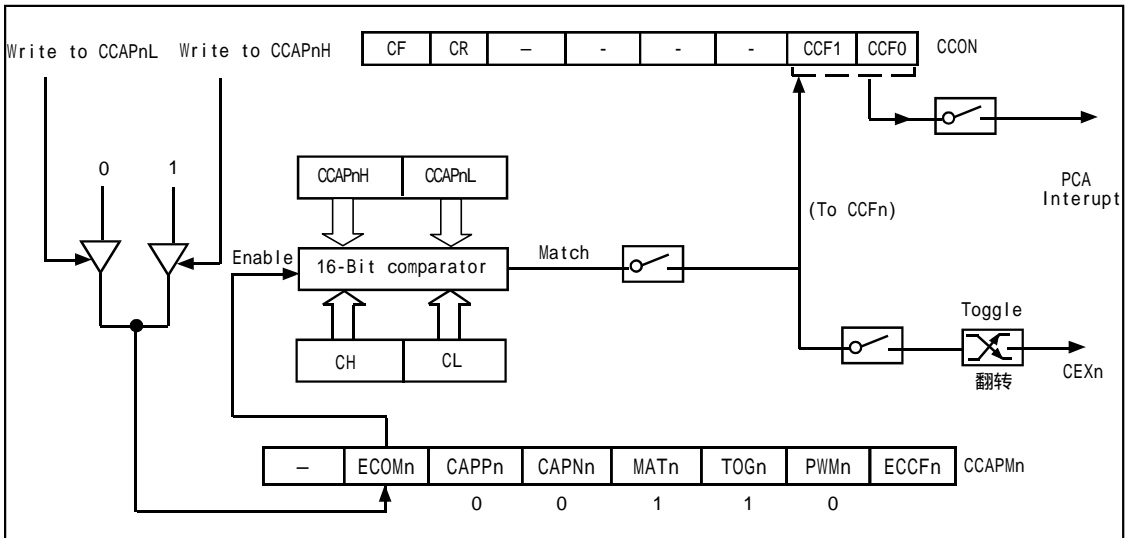 Write to CCAPnL Write to CCAPnH CF CR – - - - CCF1 CCF0 CCON
0 1
CCAPnH CCAPnL
PCA
Interupt
(To CCFn)
Enable 16-Bit comparator Match
Toggle
CH CL
CEXn
翻转
– ECOMn CAPPn CAPNn MATn TOGn PWMn ECCFn CCAPMn
0 0 1 1 0